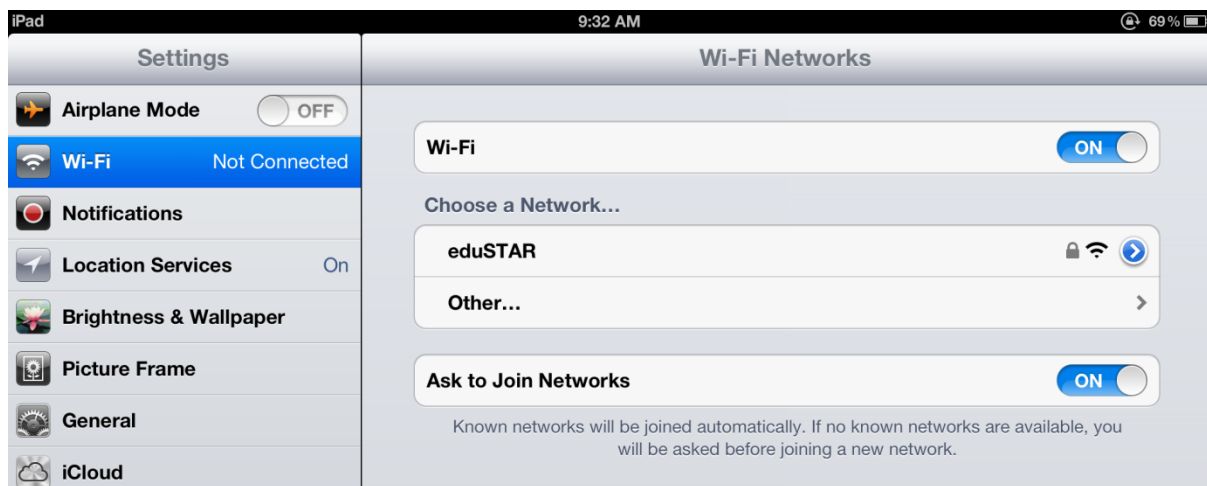 iPad 9:32 AM 69%
Settings
Wi-Fi Networks
Airplane Mode OFF
Wi-Fi Not Connected
Notifications
Location Services On
Brightness & Wallpaper
Picture Frame
General
iCloud
Wi-Fi ON
Choose a Network...
eduSTAR
Other...
Ask to Join Networks ON
Known networks will be joined automatically. If no known networks are available, you
will be asked before joining a new network.